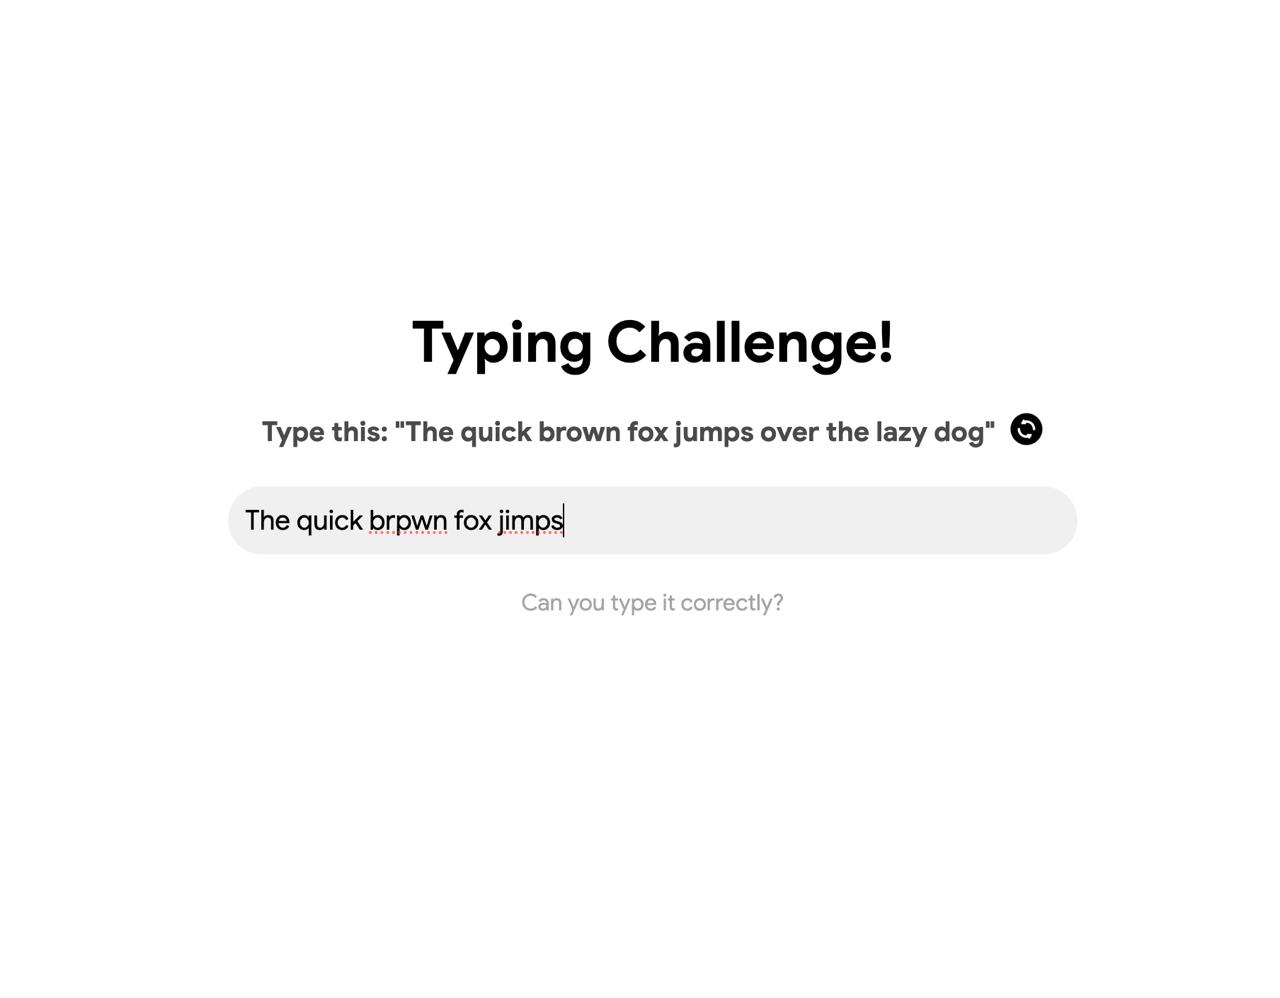 Typing Challenge!
Type this: "The quick brown fox jumps over the lazy dog"
The quick brpwn fox jimps
Can you type it correctly?